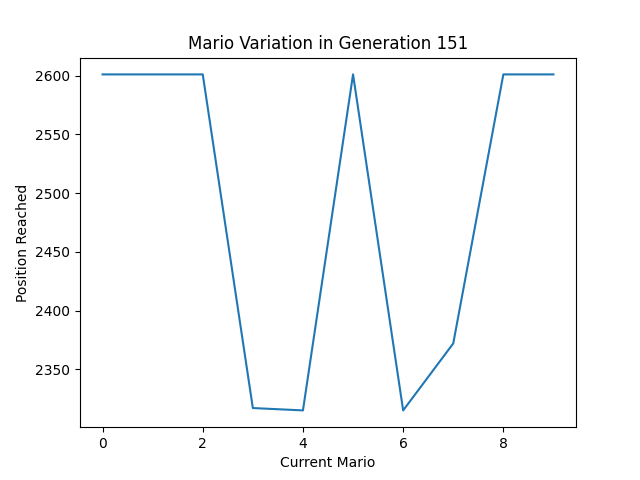 Mario Variation in Generation 151
Position Reached
2600
2550
2500
2450
2400
2350
0 2 4 6 8
Current Mario